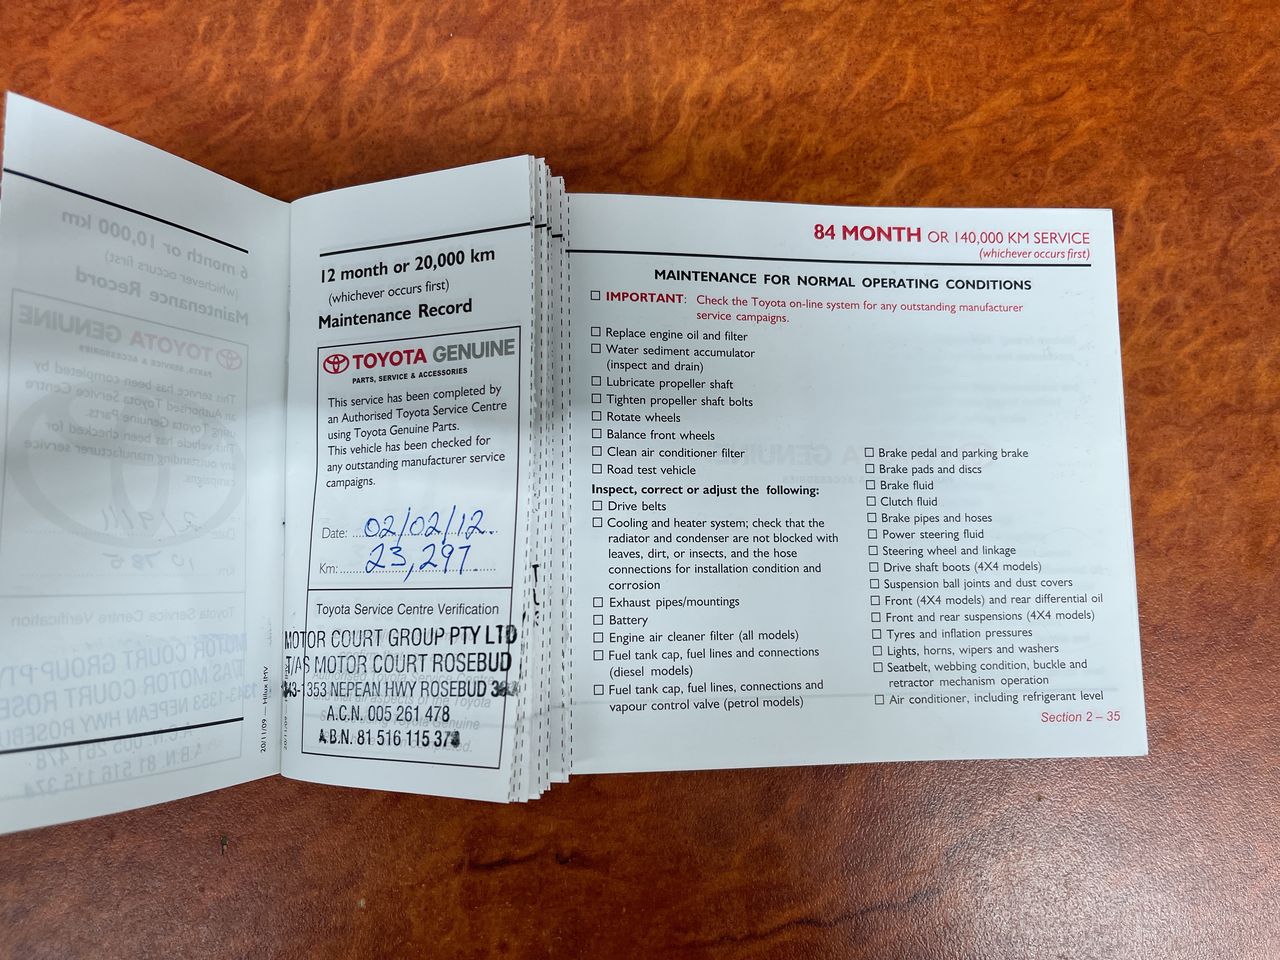 12 month or 20,000 km
(whichever occurs first)
Maintenance Record
TOYOTA GENUINE
PARTS, SERVICE & ACCESSORIES
This service has been completed by
an Authorised Toyota Service Centre
using Toyota Genuine Parts.
This vehicle has been checked for
any outstanding manufacturer service
campaigns.
Date: 02/02/12
Km: 23,297
Toyota Service Centre Verification
MOTOR COURT GROUP PTY LTD
T/AS MOTOR COURT ROSEBUD
1353 NEPEAN HWY ROSEBUD
A.C.N. 005 261 478
A.B.N. 81 516 115 374
20/11/09 – Hilux IMV
84 MONTH OR 140,000 KM SERVICE
(whichever occurs first)
MAINTENANCE FOR NORMAL OPERATING CONDITIONS
IMPORTANT: Check the Toyota on-line system for any outstanding manufacturer
service campaigns.
Replace engine oil and filter
Water sediment accumulator
(inspect and drain)
Lubricate propeller shaft
Tighten propeller shaft bolts
Rotate wheels
Balance front wheels
Clean air conditioner filter
Road test vehicle
Inspect, correct or adjust the following:
Drive belts
Cooling and heater system; check that the
radiator and condenser are not blocked with
leaves, dirt, or insects, and the hose
connections for installation condition and
corrosion
Exhaust pipes/mountings
Battery
Engine air cleaner filter (all models)
Fuel tank cap, fuel lines and connections
(diesel models)
Fuel tank cap, fuel lines, connections and
vapour control valve (petrol models)
Brake pedal and parking brake
Brake pads and discs
Brake fluid
Clutch fluid
Brake pipes and hoses
Power steering fluid
Steering wheel and linkage
Drive shaft boots (4X4 models)
Suspension ball joints and dust covers
Front (4X4 models) and rear differential oil
Front and rear suspensions (4X4 models)
Tyres and inflation pressures
Lights, horns, wipers and washers
Seatbelt, webbing condition, buckle and
retractor mechanism operation
Air conditioner, including refrigerant level
Section 2 – 35